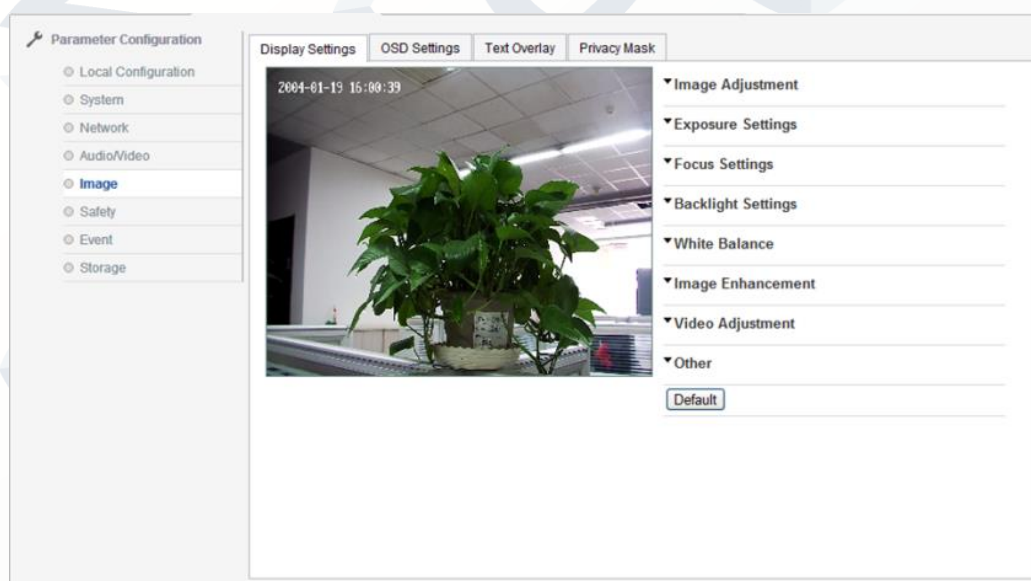 Parameter Configuration
Local Configuration
System
Network
Audio/Video
Image
Safety
Event
Storage
Display Settings
OSD Settings
Text Overlay
Privacy Mask
2004-01-19 16:00:39
Image Adjustment
Exposure Settings
Focus Settings
Backlight Settings
White Balance
Image Enhancement
Video Adjustment
Other
Default